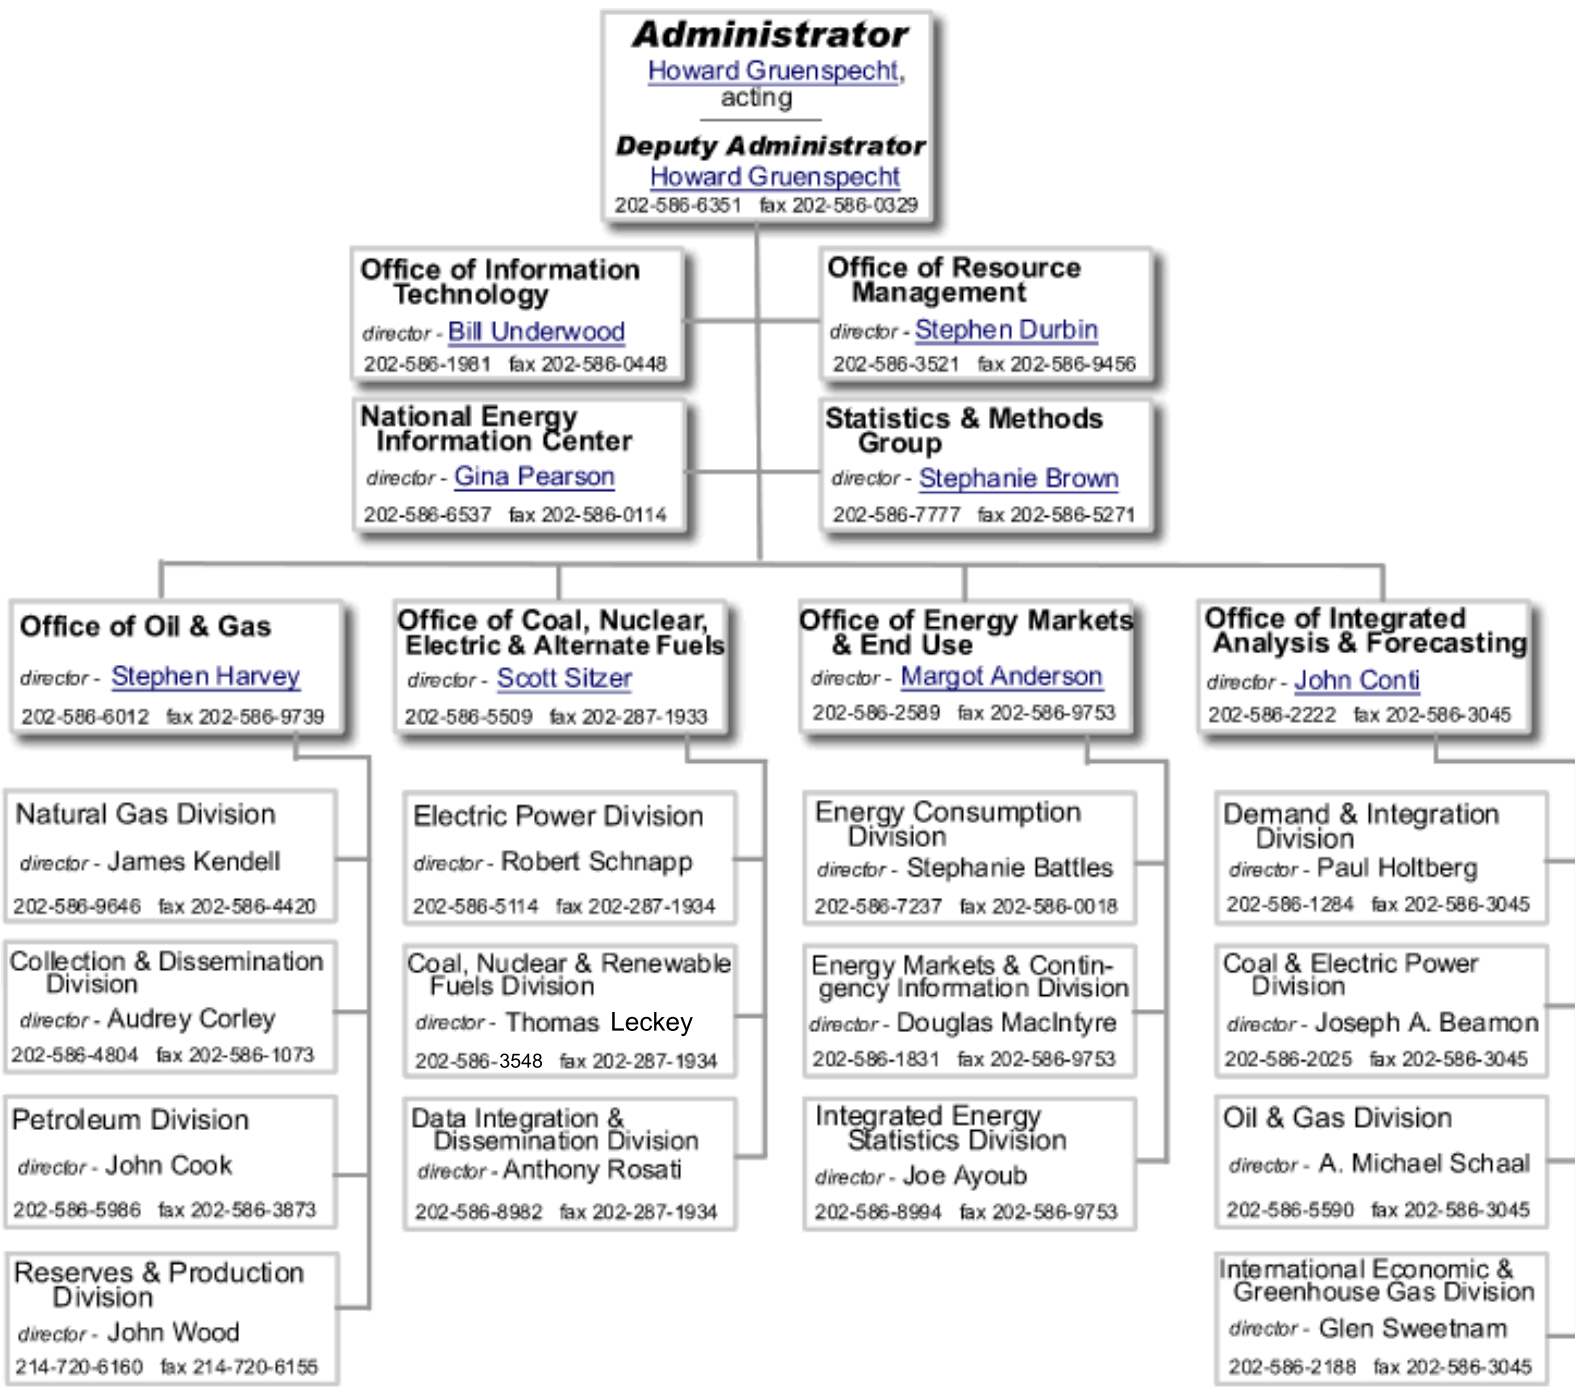 Administrator
Howard Gruenspecht,
acting
Deputy Administrator
Howard Gruenspecht
202-586-6351 fax 202-586-0329
Office of Information
Technology
director - Bill Underwood
202-586-1981 fax 202-586-0448
Office of Resource
Management
director - Stephen Durbin
202-586-3521 fax 202-586-9456
National Energy
Information Center
director - Gina Pearson
202-586-6537 fax 202-586-0114
Statistics & Methods
Group
director - Stephanie Brown
202-586-7777 fax 202-586-5271
Office of Oil & Gas
director - Stephen Harvey
202-586-6012 fax 202-586-9739
Office of Coal, Nuclear,
Electric & Alternate Fuels
director - Scott Sitzer
202-586-5509 fax 202-287-1933
Office of Energy Markets
& End Use
director - Margot Anderson
202-586-2589 fax 202-586-9753
Office of Integrated
Analysis & Forecasting
director - John Conti
202-586-2222 fax 202-586-3045
Natural Gas Division
director - James Kendell
202-586-9646 fax 202-586-4420
Collection & Dissemination
Division
director - Audrey Corley
202-586-4804 fax 202-586-1073
Petroleum Division
director - John Cook
202-586-5986 fax 202-586-3873
Reserves & Production
Division
director - John Wood
214-720-6160 fax 214-720-6155
Electric Power Division
director - Robert Schnapp
202-586-5114 fax 202-287-1934
Coal, Nuclear & Renewable
Fuels Division
director - Thomas Leckey
202-586-3548 fax 202-287-1934
Data Integration &
Dissemination Division
director - Anthony Rosati
202-586-8982 fax 202-287-1934
Energy Consumption
Division
director - Stephanie Battles
202-586-7237 fax 202-586-0018
Energy Markets & Contin-
gency Information Division
director - Douglas MacIntyre
202-586-1831 fax 202-586-9753
Integrated Energy
Statistics Division
director - Joe Ayoub
202-586-8994 fax 202-586-9753
Demand & Integration
Division
director - Paul Holtberg
202-586-1284 fax 202-586-3045
Coal & Electric Power
Division
director - Joseph A. Beamon
202-586-2025 fax 202-586-3045
Oil & Gas Division
director - A. Michael Schaal
202-586-5590 fax 202-586-3045
International Economic &
Greenhouse Gas Division
director - Glen Sweetnam
202-586-2188 fax 202-586-3045